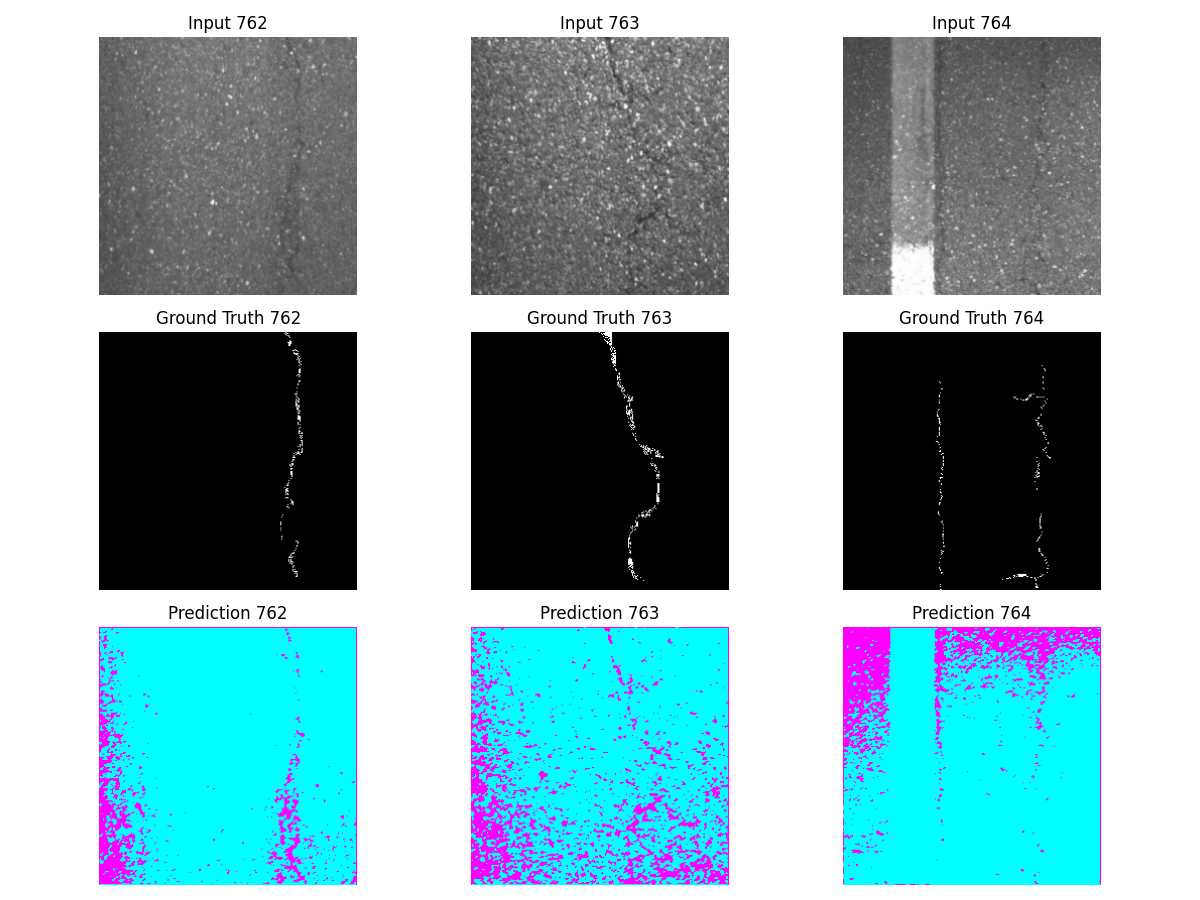 Input 762
Input 763
Input 764
Ground Truth 762
Ground Truth 763
Ground Truth 764
Prediction 762
Prediction 763
Prediction 764